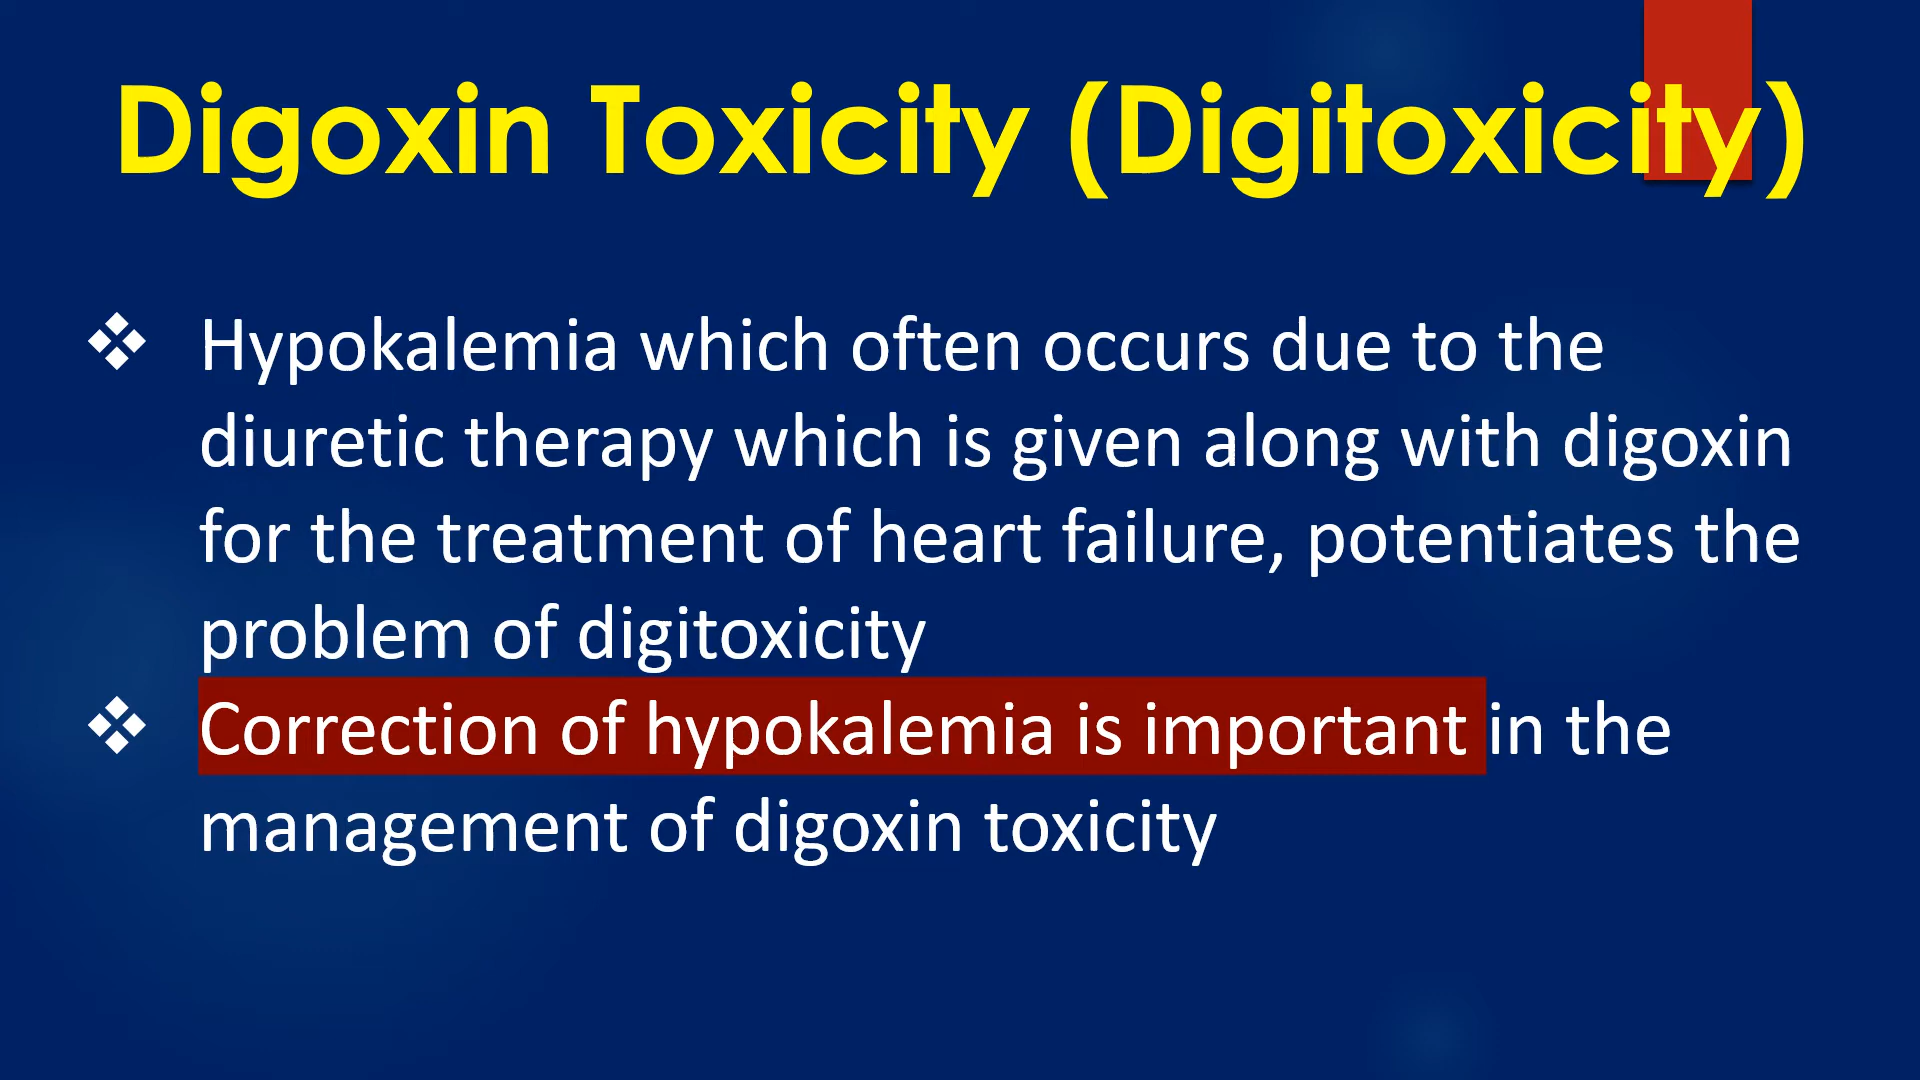 Digoxin Toxicity (Digitoxicity)
Hypokalemia which often occurs due to the
diuretic therapy which is given along with digoxin
for the treatment of heart failure, potentiates the
problem of digitoxicity
Correction of hypokalemia is important in the
management of digoxin toxicity